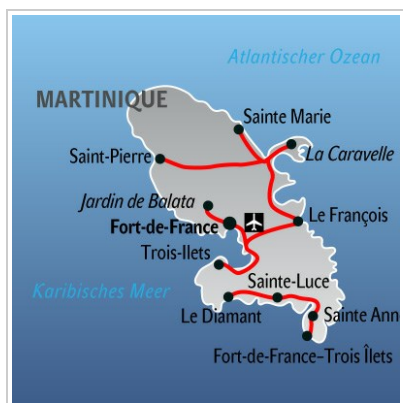 Atlantischer Ozean
MARTINIQUE
Sainte Marie
Saint-Pierre
La Caravelle
Jardin de Balata
Le François
Fort-de-France
Trois-Ilets
Sainte-Luce
Karibisches Meer
Le Diamant
Sainte Ann
Fort-de-France–Trois Îlets